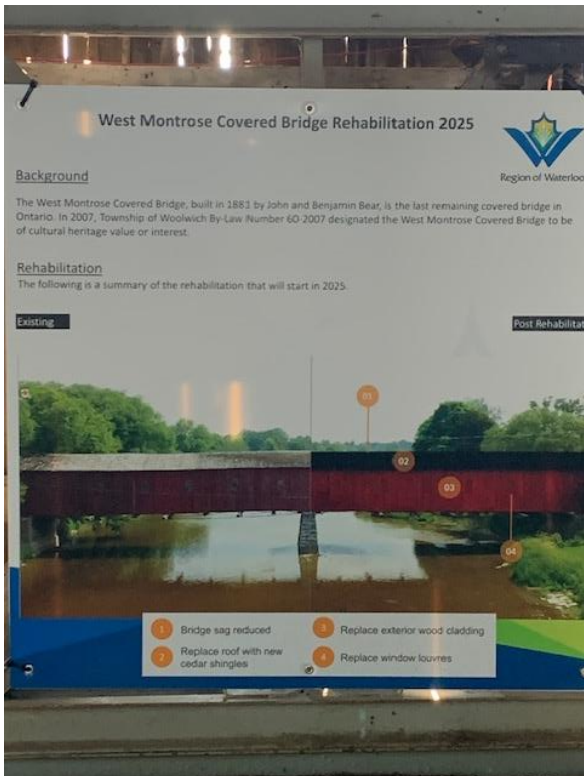 West Montrose Covered Bridge Rehabilitation 2025
Region of Waterloo
Background
The West Montrose Covered Bridge, built in 1881 by John and Benjamin Bear, is the last remaining covered bridge in
Ontario. In 2007, Township of Woolwich By-Law Number 60-2007 designated the West Montrose Covered Bridge to be
of cultural heritage value or interest.
Rehabilitation
The following is a summary of the rehabilitation that will start in 2025.
Existing
Post Rehabilitat
01
02
03
04
1 Bridge sag reduced
2 Replace roof with new
cedar shingles
3 Replace exterior wood cladding
4 Replace window louvres